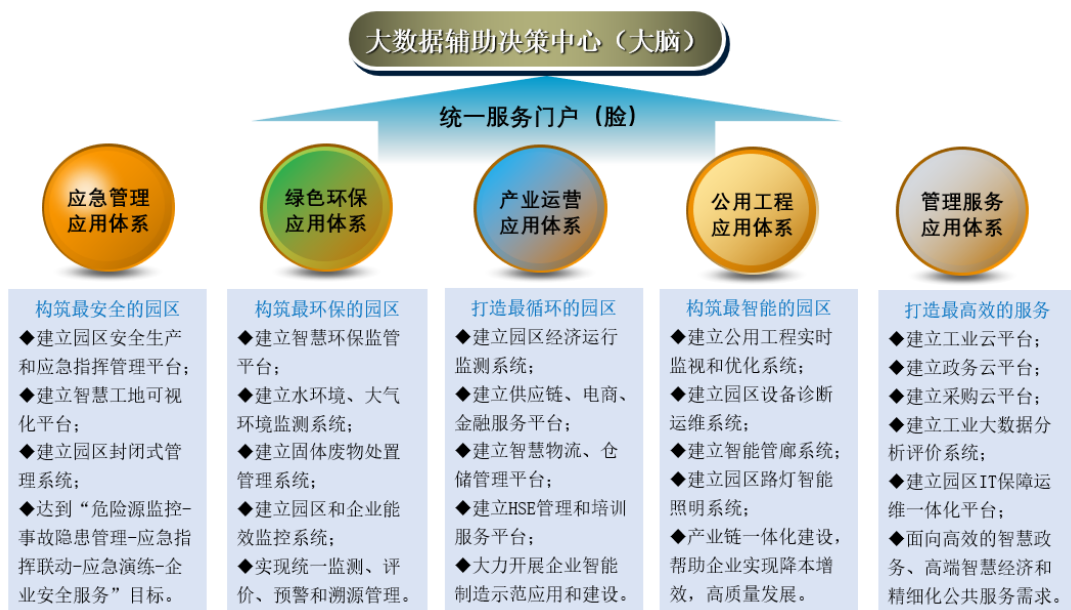 大数据辅助决策中心（大脑）
统一服务门户（脸）
应急管理
应用体系
绿色环保
应用体系
产业运营
应用体系
公用工程
应用体系
管理服务
应用体系
构筑最安全的园区
◆建立园区安全生产
和应急指挥管理平台；
◆建立智慧工地可视
化平台；
◆建立园区封闭式管
理系统；
◆达到“危险源监控-
事故隐患管理-应急指
挥联动-应急演练-企
业安全服务”目标。
构筑最环保的园区
◆建立智慧环保监管
平台；
◆建立水环境、大气
环境监测系统；
◆建立固体废物处置
管理系统；
◆建立园区和企业能
效监控系统；
◆实现统一监测、评
价、预警和溯源管理。
打造最循环的园区
◆建立园区经济运行
监测系统；
◆建立供应链、电商、
金融服务平台；
◆建立智慧物流、仓
储管理平台；
◆建立HSE管理和培训
服务平台；
◆大力开展企业智能
制造示范应用和建设。
构筑最智能的园区
◆建立公用工程实时
监视和优化系统；
◆建立园区设备诊断
运维系统；
◆建立智能管廊系统；
◆建立园区路灯智能
照明系统；
◆产业链一体化建设，
帮助企业实现降本增
效，高质量发展。
打造最高效的服务
◆建立工业云平台；
◆建立政务云平台；
◆建立采购云平台；
◆建立工业大数据分
析评价系统；
◆建立园区IT保障运
维一体化平台；
◆面向高效的智慧政
务、高端智慧经济和
精细化公共服务需求。